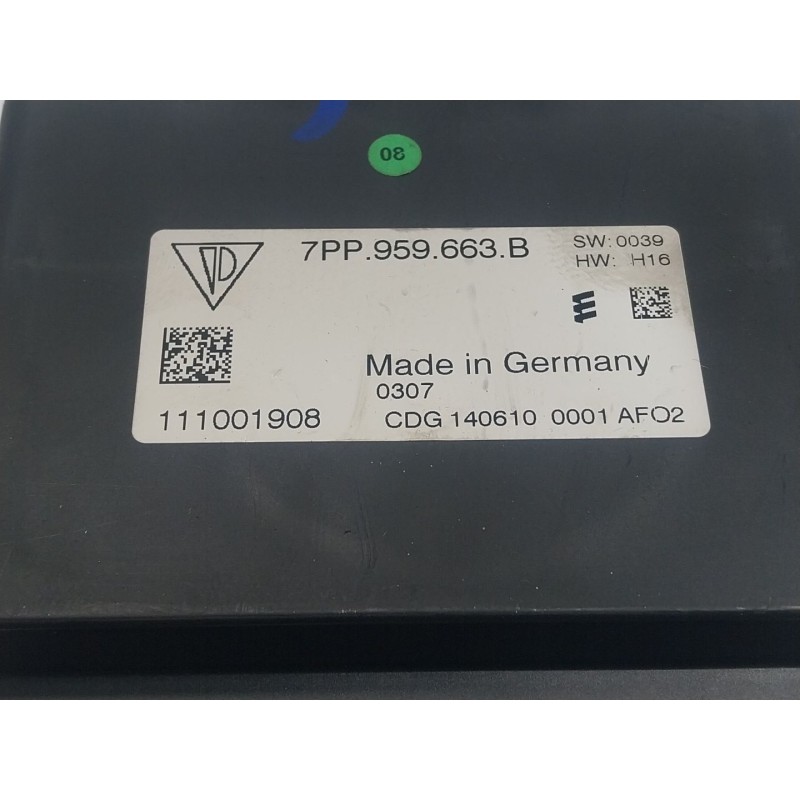 08
7PP.959.663.B
SW:0039
HW: H16
Made in Germany
0307
111001908
CDG 140610 0001 AFO2